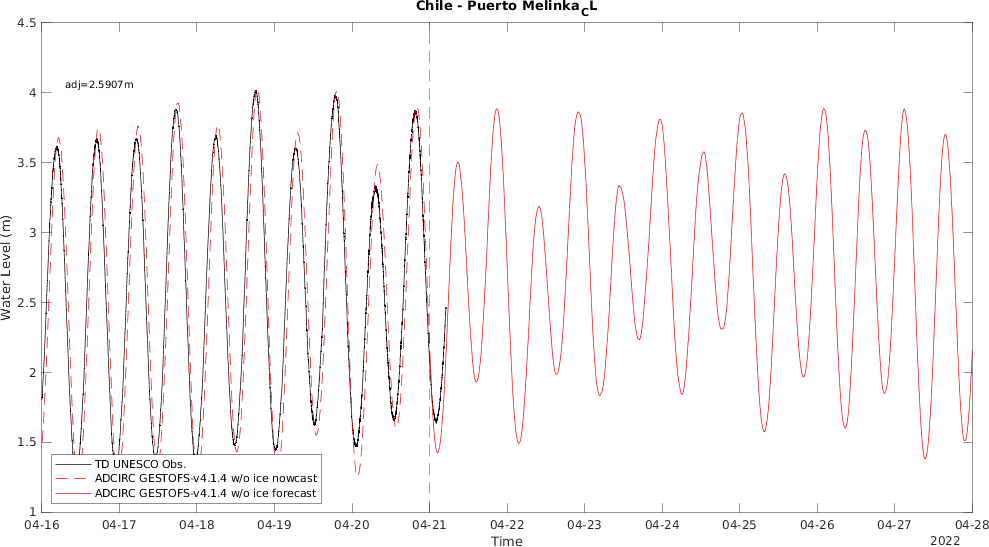 Chile - Puerto Melinka_CL
adj=2.5907m
Water Level (m)
4.5
4
3.5
3
2.5
2
1.5
1
TD UNESCO Obs.
ADCIRC GESTOFS-v4.1.4 w/o ice nowcast
ADCIRC GESTOFS-v4.1.4 w/o ice forecast
04-16 04-17 04-18 04-19 04-20 04-21 04-22 04-23 04-24 04-25 04-26 04-27 04-28
Time
2022